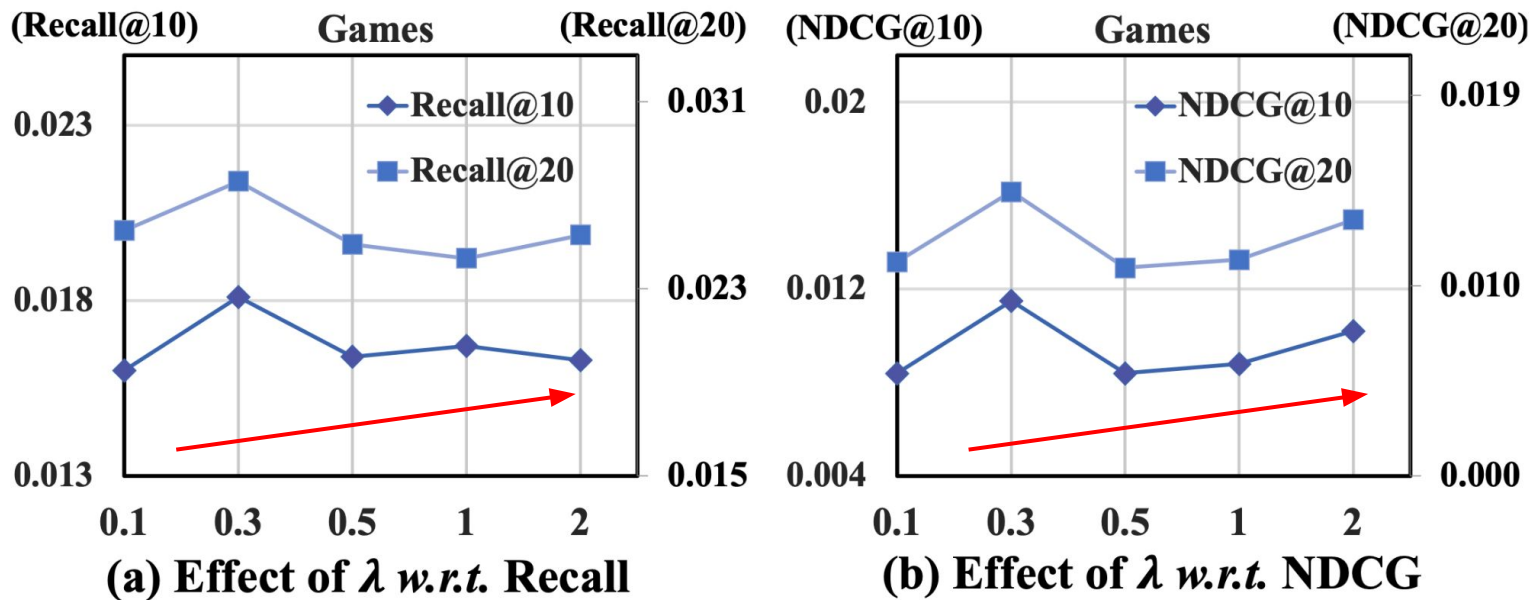 (Recall@10) Games (Recall@20)
Recall@10
Recall@20
0.023
0.018
0.013
0.031
0.023
0.015
0.1 0.3 0.5 1 2
(a) Effect of λ w.r.t. Recall
(NDCG@10) Games (NDCG@20)
NDCG@10
NDCG@20
0.02
0.012
0.004
0.019
0.010
0.000
0.1 0.3 0.5 1 2
(b) Effect of λ w.r.t. NDCG